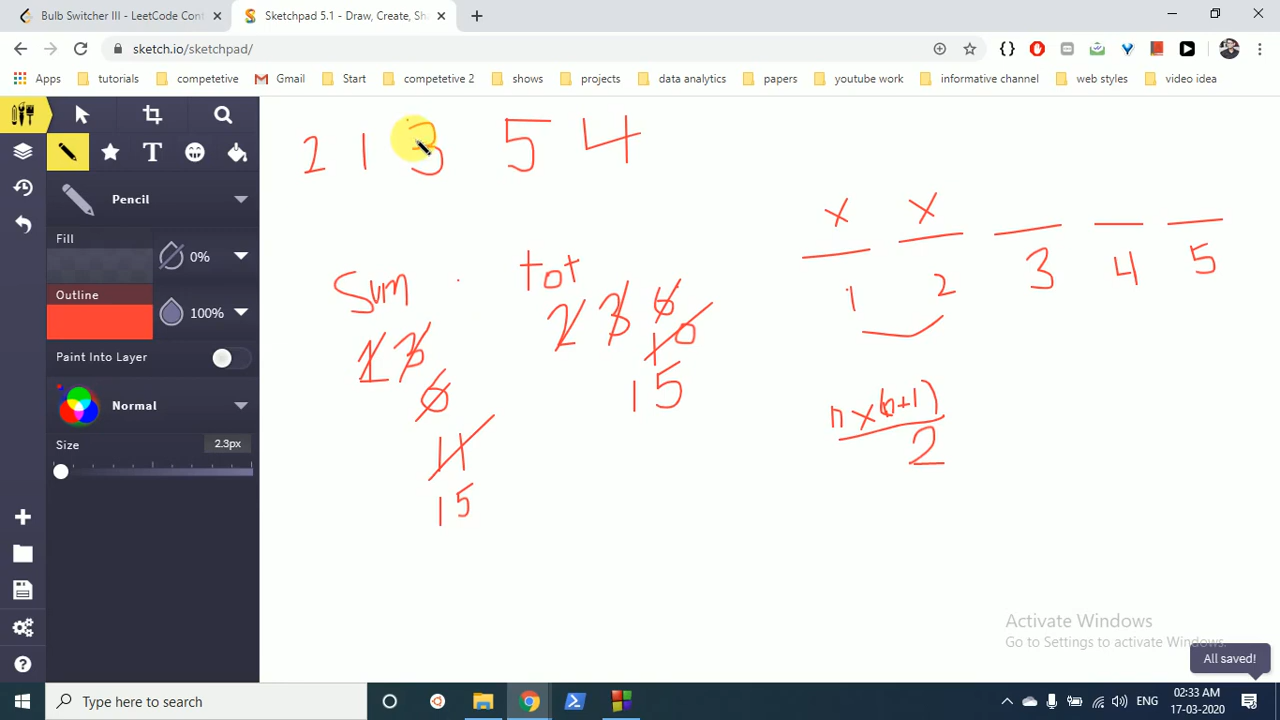 Bulb Switcher III - LeetCode Cont
Sketchpad 5.1 - Draw, Create, Sha
sketch.io/sketchpad/
Apps tutorials competetive Gmail Start competetive 2 shows projects data analytics papers youtube work informative channel web styles video idea
Pencil
Fill
0%
Outline
100%
Paint Into Layer
Normal
Size
2.3px
2 1 3 5 4
x x
1 2 3 4 5
Sum tot
2 3 6
10
15
2 3
6
11
15
n x (n+1)
2
Activate Windows
Go to Settings to activate Windows.
All saved!
Type here to search
ENG
02:33 AM
17-03-2020